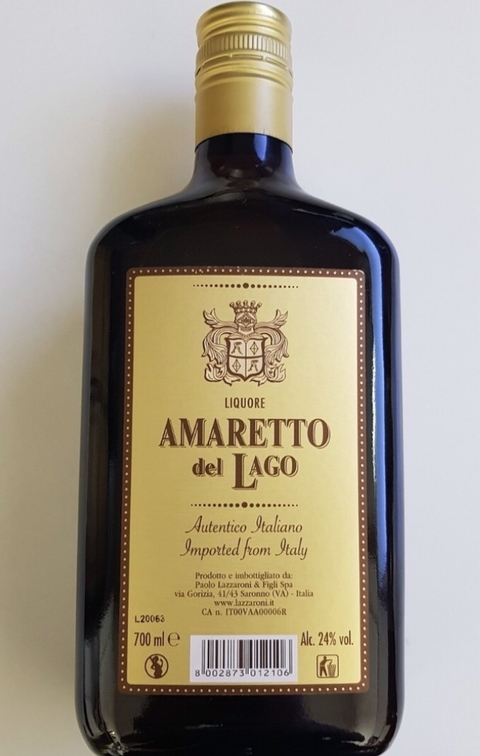 LIQUORE
AMARETTO
del LAGO
Autentico Italiano
Imported from Italy
Prodotto e imbottigliato da:
Paolo Lazzaroni & Figli Spa
via Gorizia, 41/43 Saronno (VA) - Italia
www.lazzaroni.it
CA n. IT00VAA00006R
L20063
700 ml ℮ Alc. 24% vol.
8 002873 012106